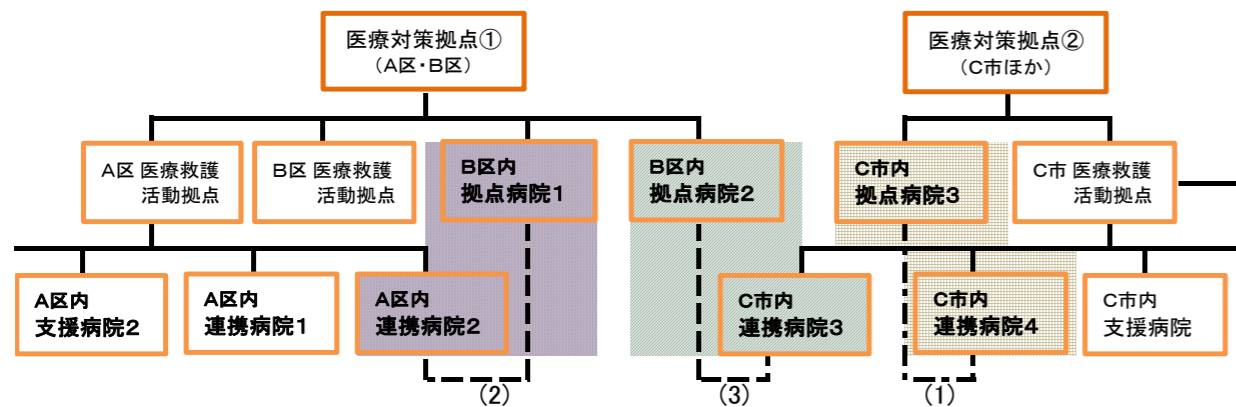 医療対策拠点①
（A区・B区）
医療対策拠点②
（C市ほか）
A区 医療救護
活動拠点
B区 医療救護
活動拠点
B区内
拠点病院1
B区内
拠点病院2
C市内
拠点病院3
C市 医療救護
活動拠点
A区内
支援病院2
A区内
連携病院1
A区内
連携病院2
C市内
連携病院3
C市内
連携病院4
C市内
支援病院
(2)
(3)
(1)